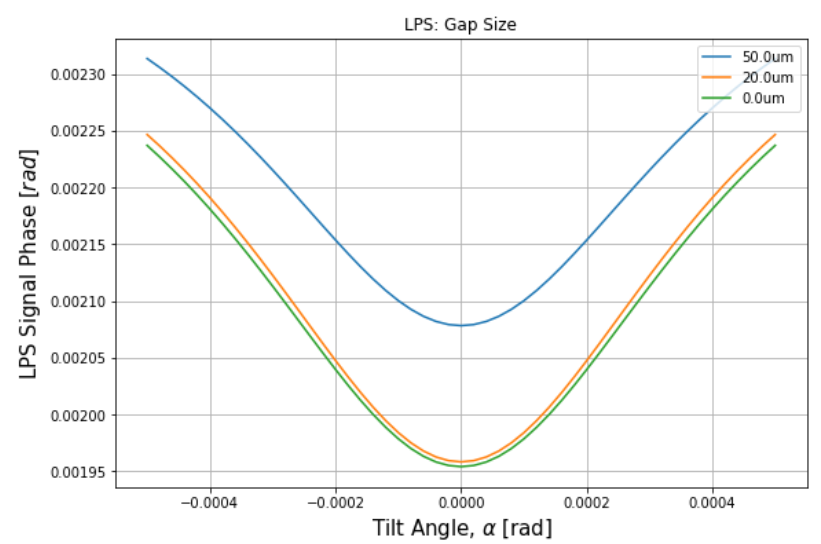 LPS: Gap Size
LPS Signal Phase [rad]
0.00230
0.00225
0.00220
0.00215
0.00210
0.00205
0.00200
0.00195
50.0um
20.0um
0.0um
−0.0004
−0.0002
0.0000
0.0002
0.0004
Tilt Angle, α [rad]